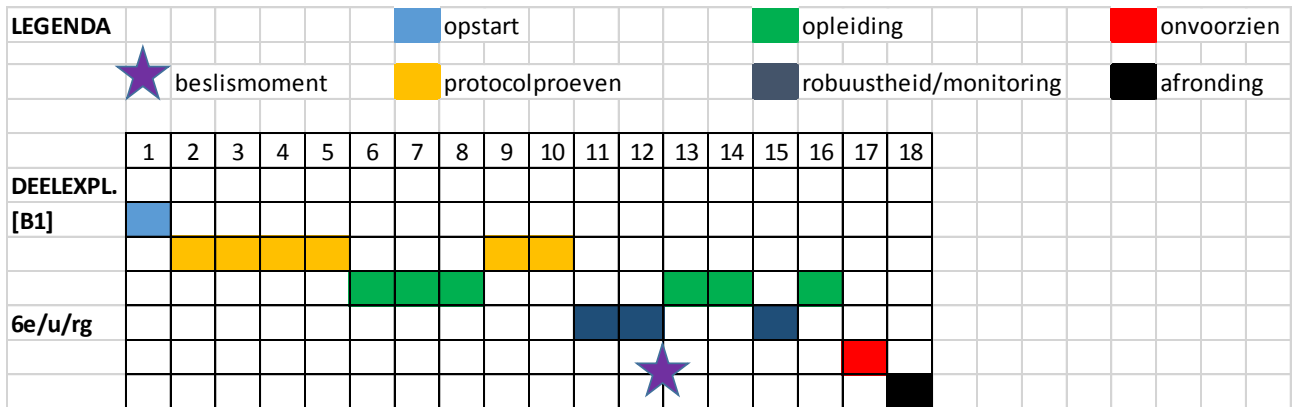 LEGENDA opstart opleiding onvoorzien
beslismoment protocolproeven robuustheid/monitoring afronding
1 2 3 4 5 6 7 8 9 10 11 12 13 14 15 16 17 18
DEELEXPL.
[B1]
6e/u/rg